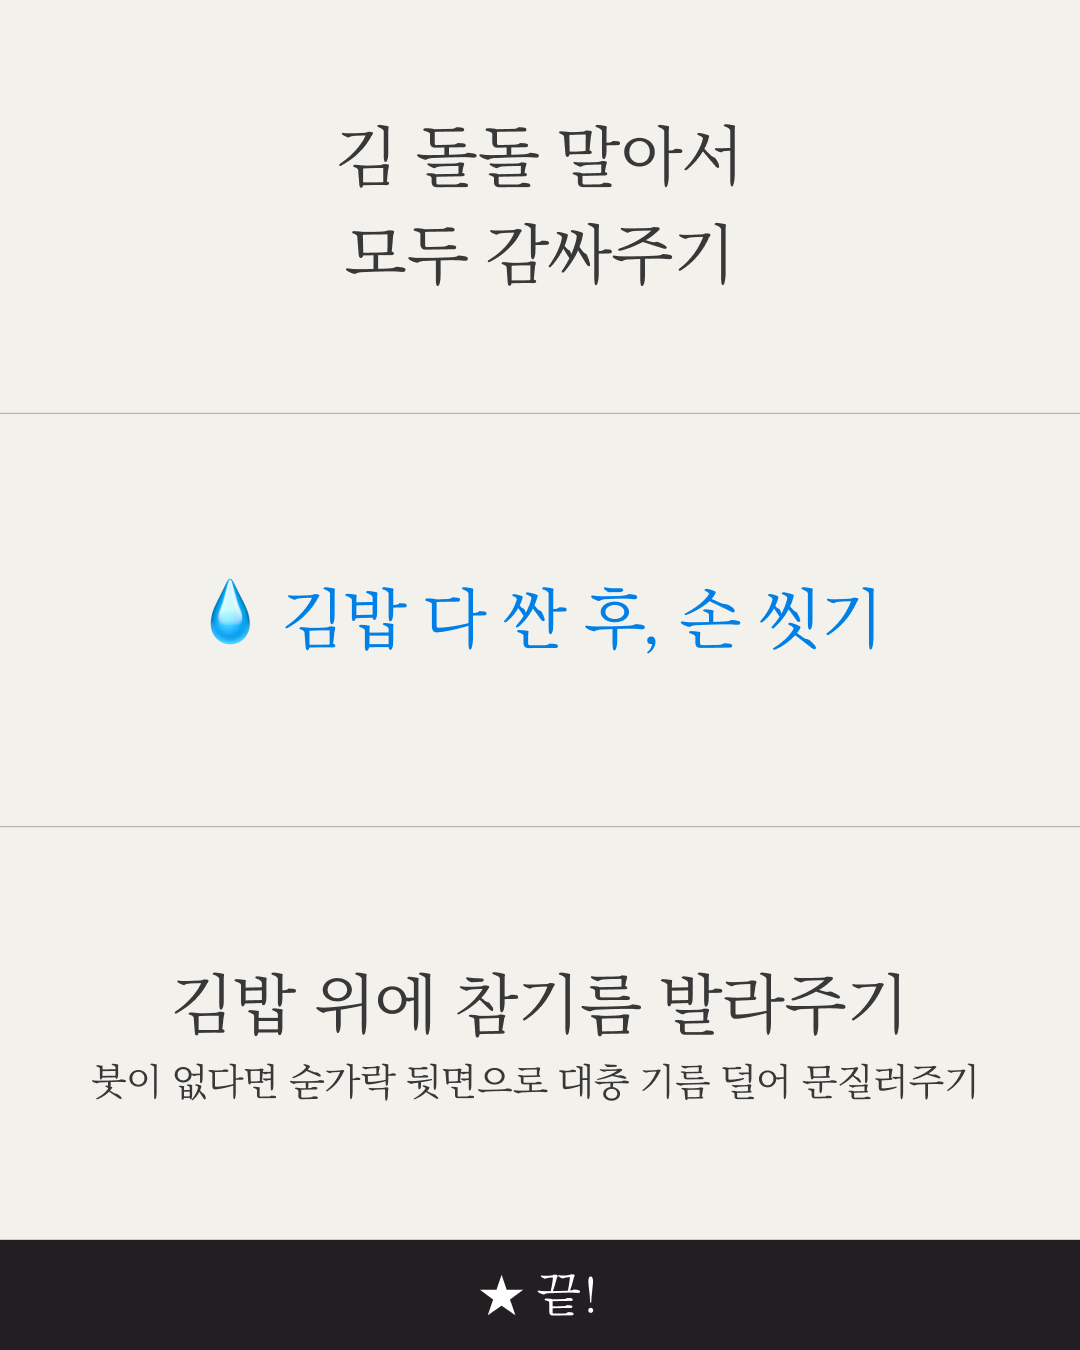 김 돌돌 말아서
모두 감싸주기
💧 김밥 다 싼 후, 손 씻기
김밥 위에 참기름 발라주기
붓이 없다면 숟가락 뒷면으로 대충 기름 덜어 문질러주기
★ 끝!